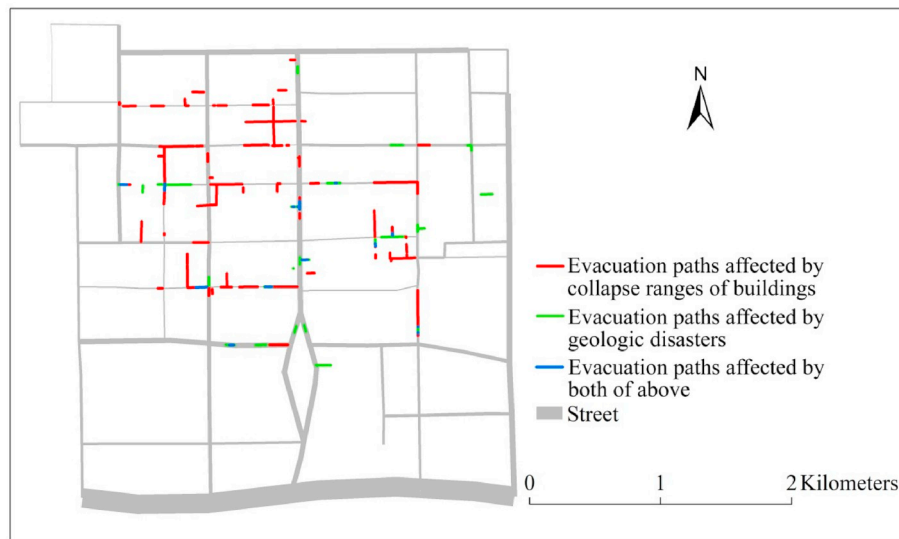 N
Evacuation paths affected by
collapse ranges of buildings
Evacuation paths affected by
geologic disasters
Evacuation paths affected by
both of above
Street
0 1 2 Kilometers